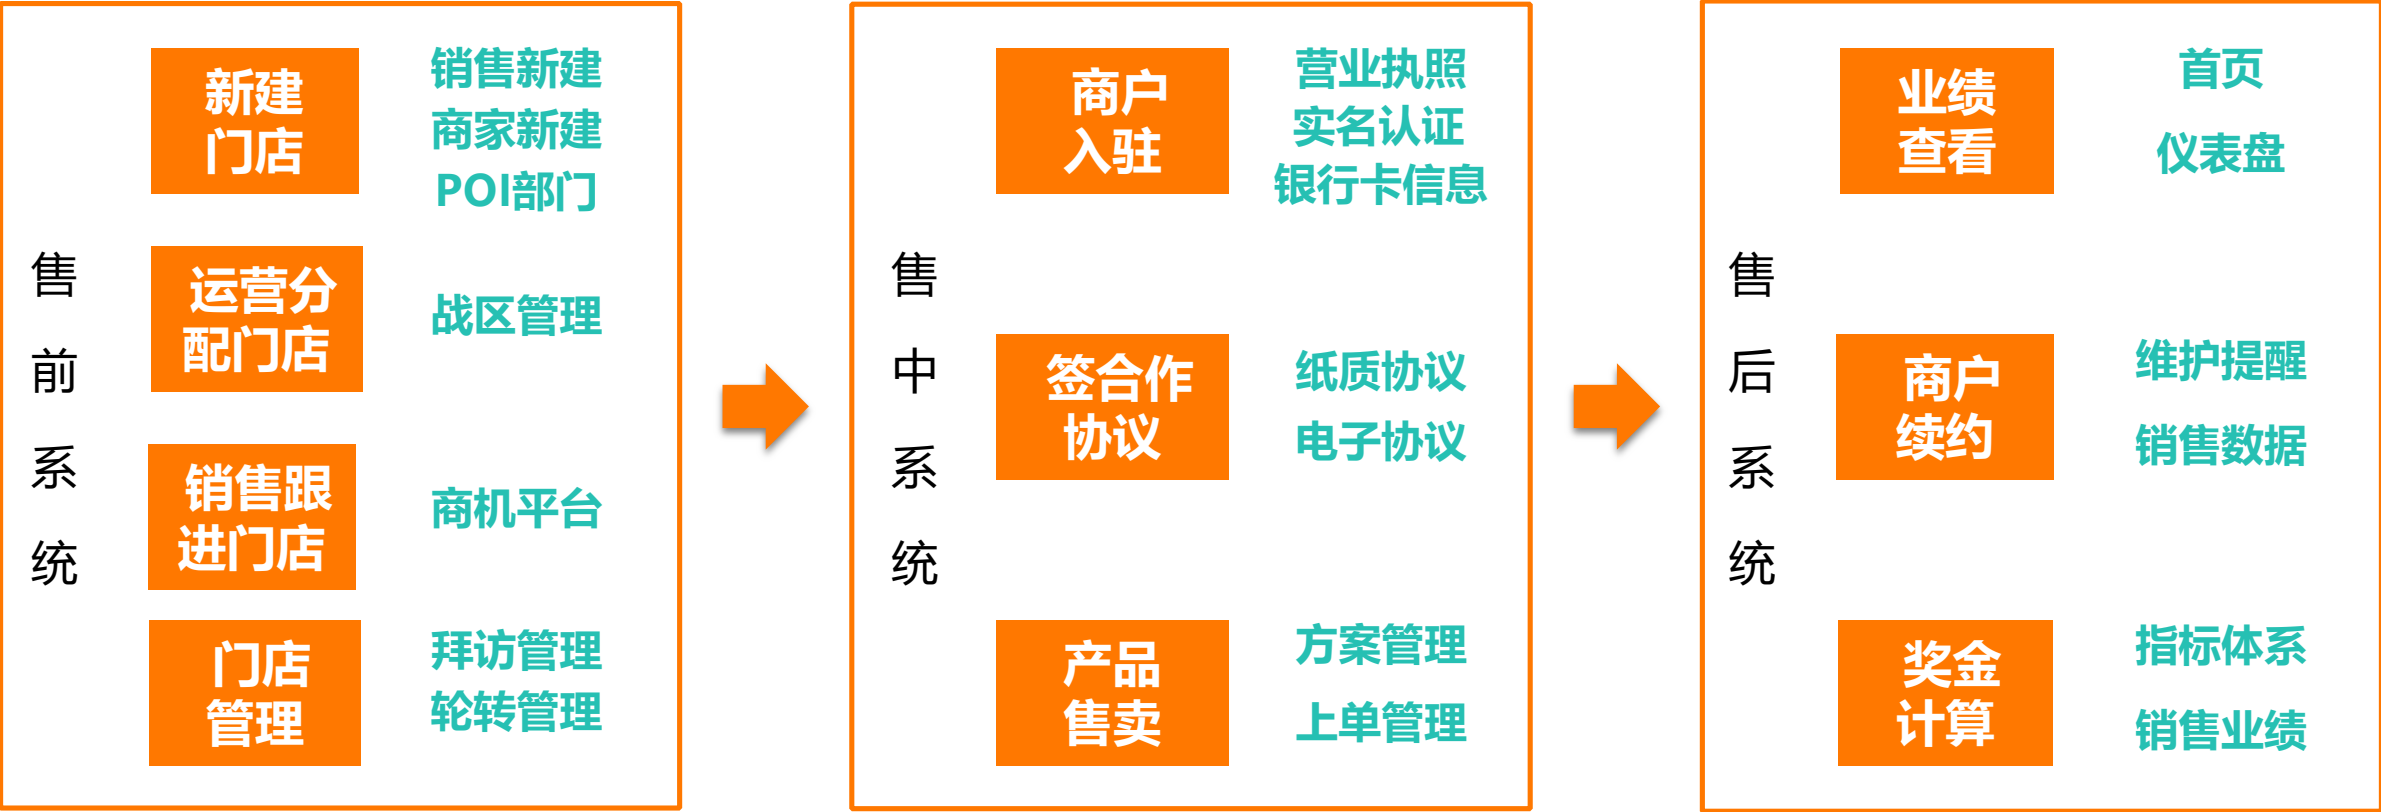 售
前
系
统
新建
门店
销售新建
商家新建
POI部门
运营分
配门店
战区管理
销售跟
进门店
商机平台
门店
管理
拜访管理
轮转管理
售
中
系
统
商户
入驻
营业执照
实名认证
银行卡信息
签合作
协议
纸质协议
电子协议
产品
售卖
方案管理
上单管理
售
后
系
统
业绩
查看
首页
仪表盘
商户
续约
维护提醒
销售数据
奖金
计算
指标体系
销售业绩